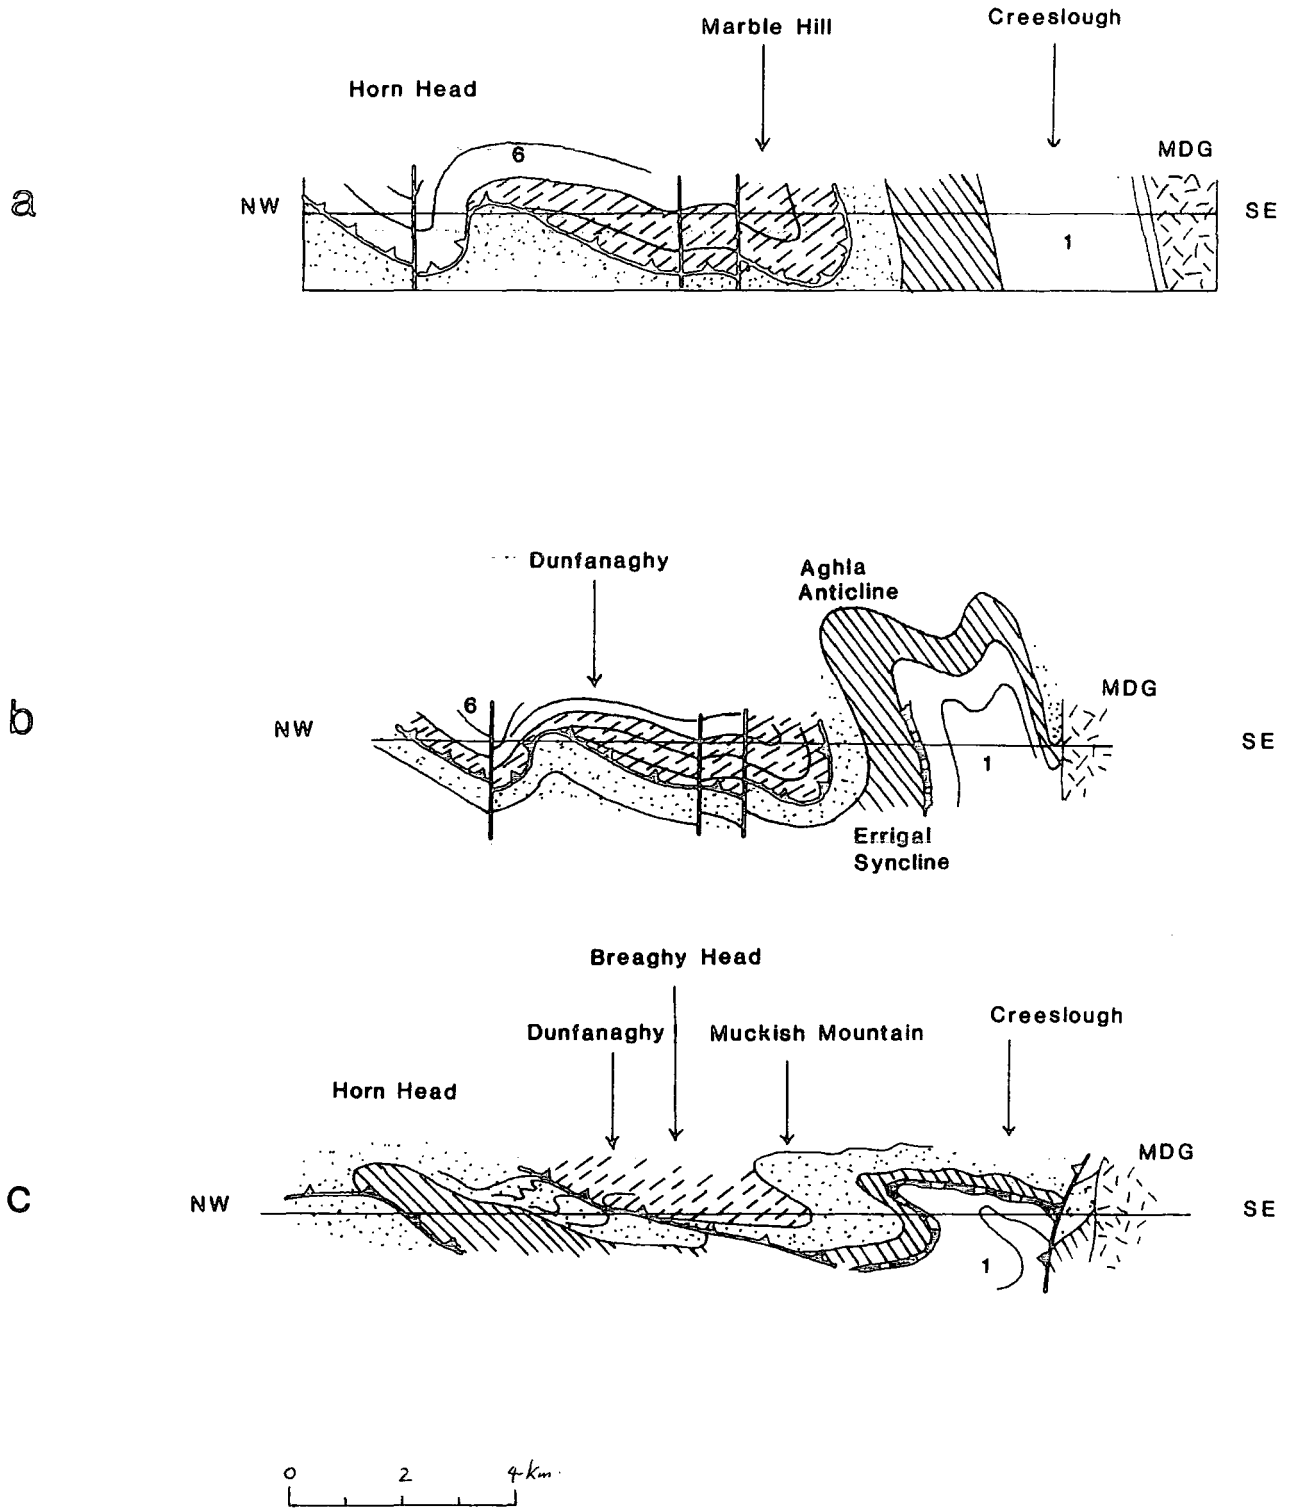 Creeslough
Marble Hill
Horn Head
MDG
6
a
NW
SE
1
Dunfanaghy
Aghla
Anticline
MDG
6
b
NW
SE
1
Errigal
Syncline
Breaghy Head
Creeslough
Dunfanaghy
Muckish Mountain
Horn Head
MDG
c
NW
SE
1
0 2 4 km.